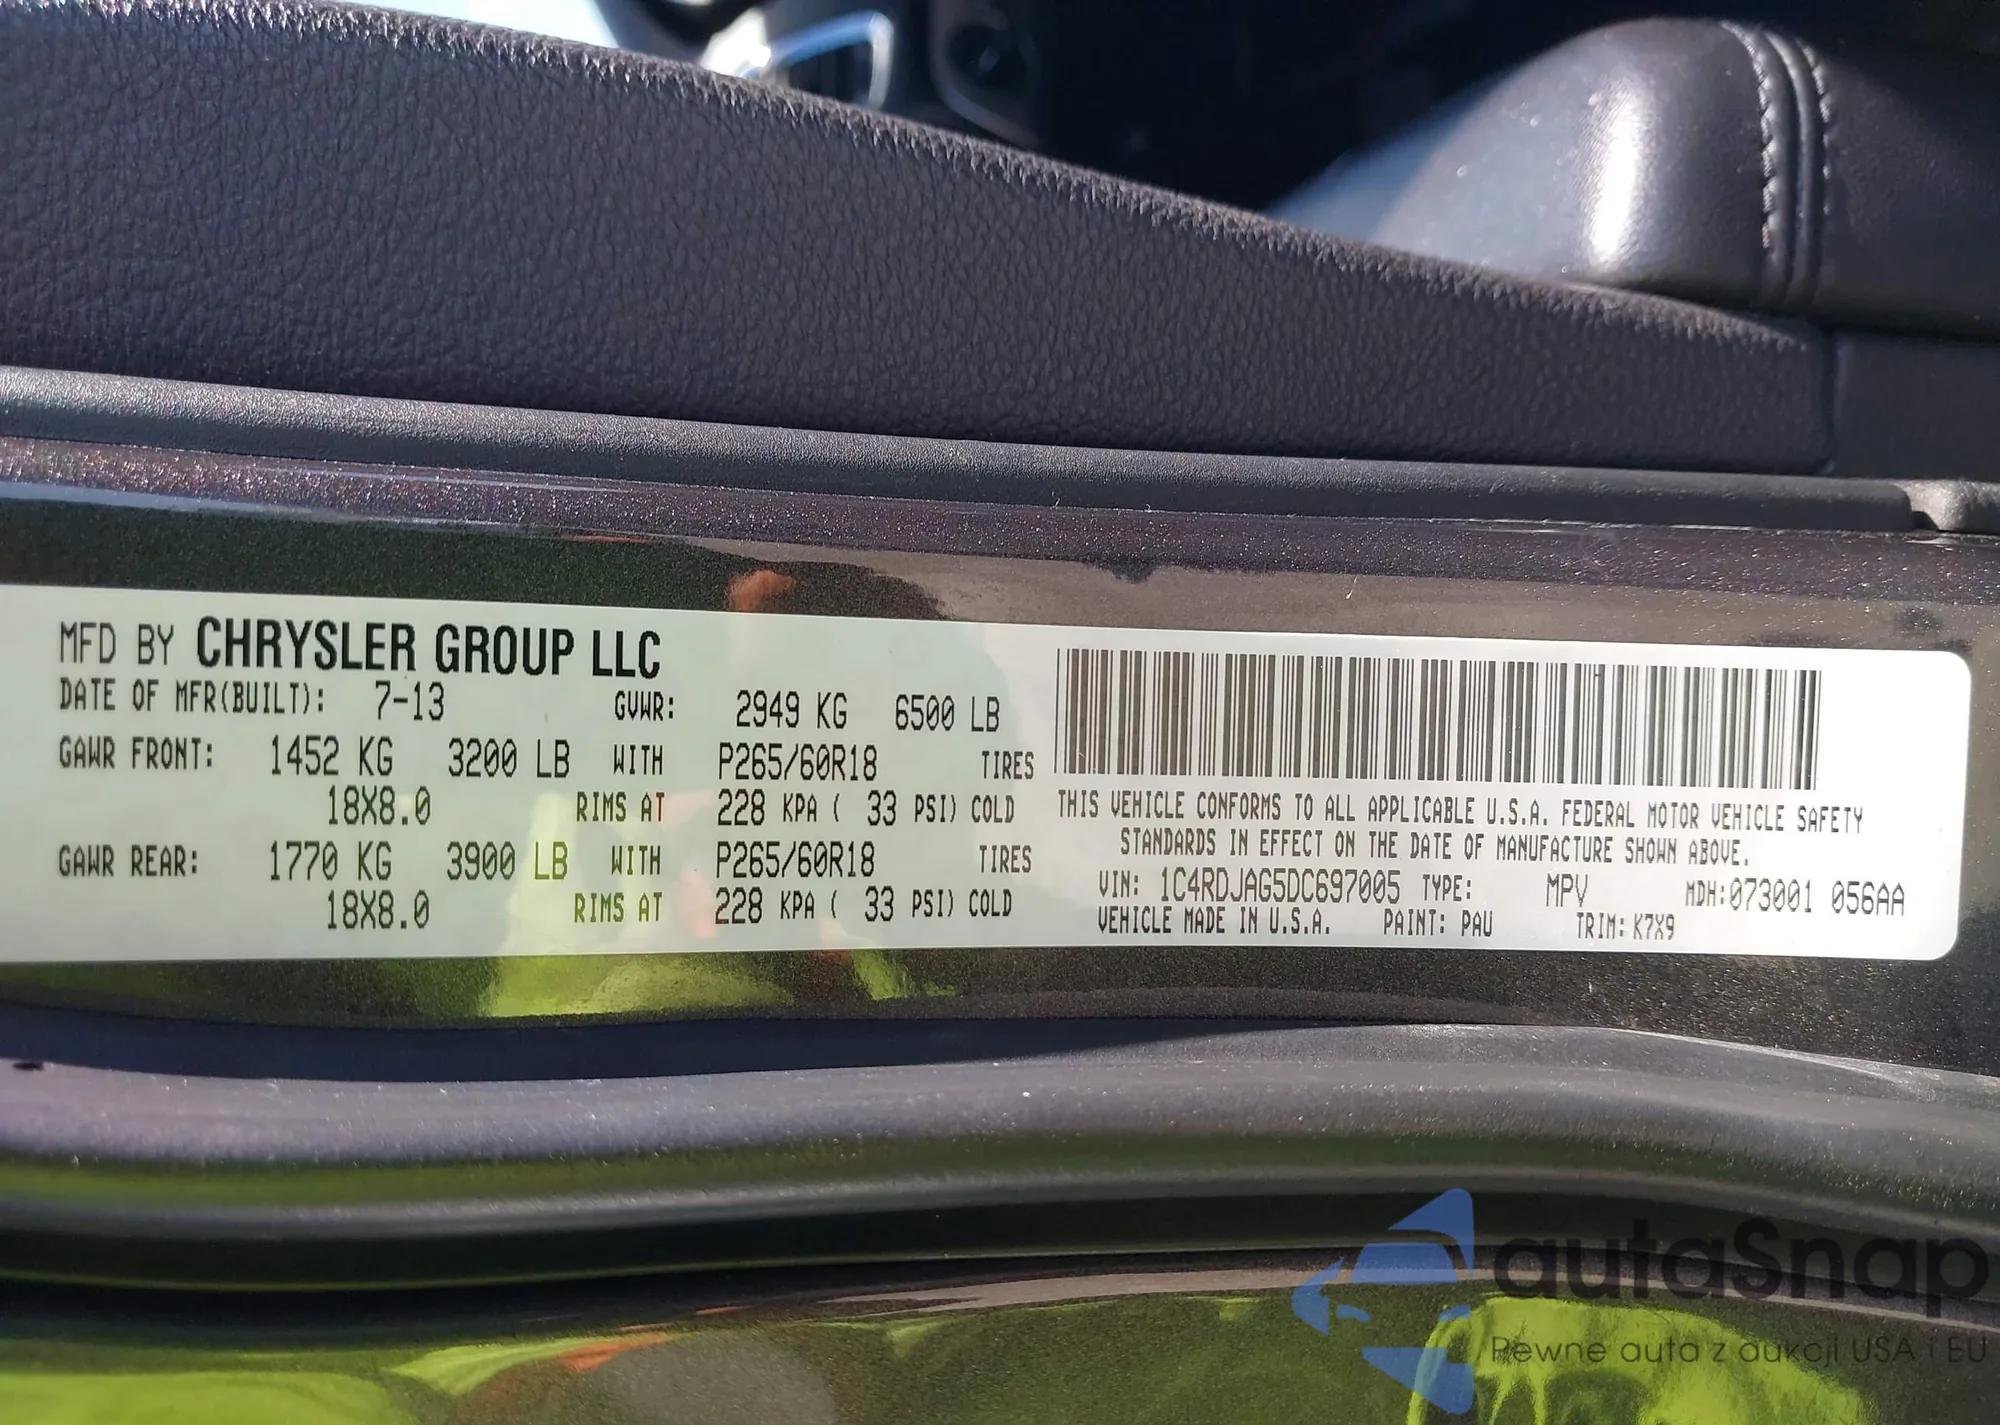 MFD BY CHRYSLER GROUP LLC
DATE OF MFR(BUILT): 7-13 GVWR: 2949 KG 6500 LB
GAWR FRONT: 1452 KG 3200 LB WITH P265/60R18 TIRES
18X8.0 RIMS AT 228 KPA ( 33 PSI) COLD
GAWR REAR: 1770 KG 3900 LB WITH P265/60R18 TIRES
18X8.0 RIMS AT 228 KPA ( 33 PSI) COLD
THIS VEHICLE CONFORMS TO ALL APPLICABLE U.S.A. FEDERAL MOTOR VEHICLE SAFETY
STANDARDS IN EFFECT ON THE DATE OF MANUFACTURE SHOWN ABOVE.
VIN: 1C4RDJAG5DC697005 TYPE: MPV MDH:073001 056AA
VEHICLE MADE IN U.S.A. PAINT: PAU TRIM: K7X9
autaSnap
Pewne auta z aukcji USA i EU